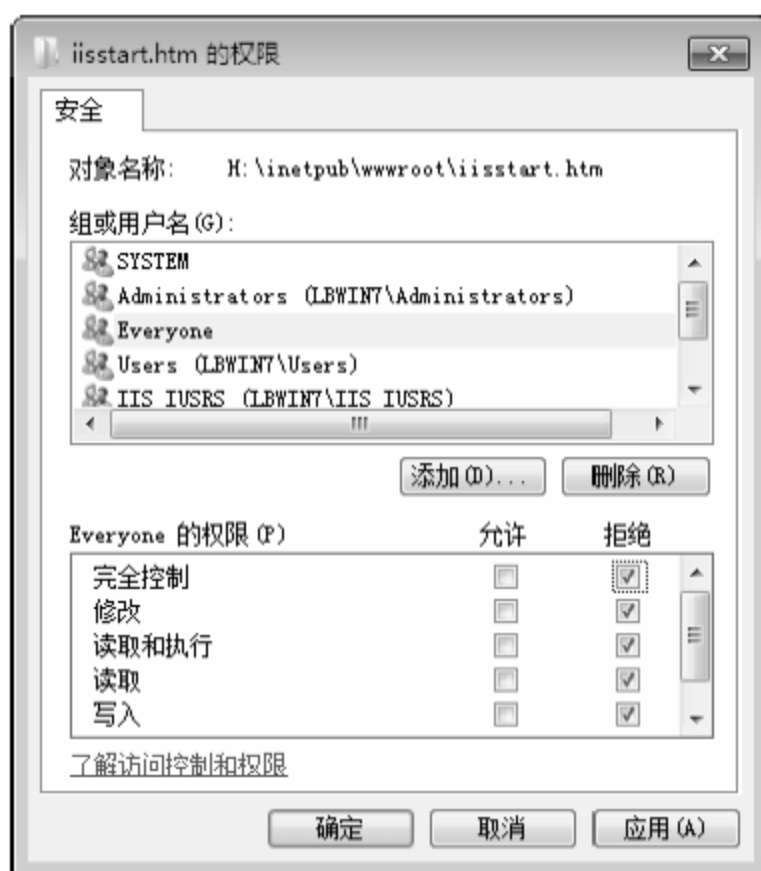 iisstart.htm 的权限
安全
对象名称: H:\inetpub\wwwroot\iisstart.htm
组或用户名(G):
SYSTEM
Administrators (LBWIN7\Administrators)
Everyone
Users (LBWIN7\Users)
IIS_IUSRS (LBWIN7\IIS_IUSRS)
添加(D)... 删除(R)
Everyone 的权限(P) 允许 拒绝
完全控制
修改
读取和执行
读取
写入
了解访问控制和权限
确定 取消 应用(A)